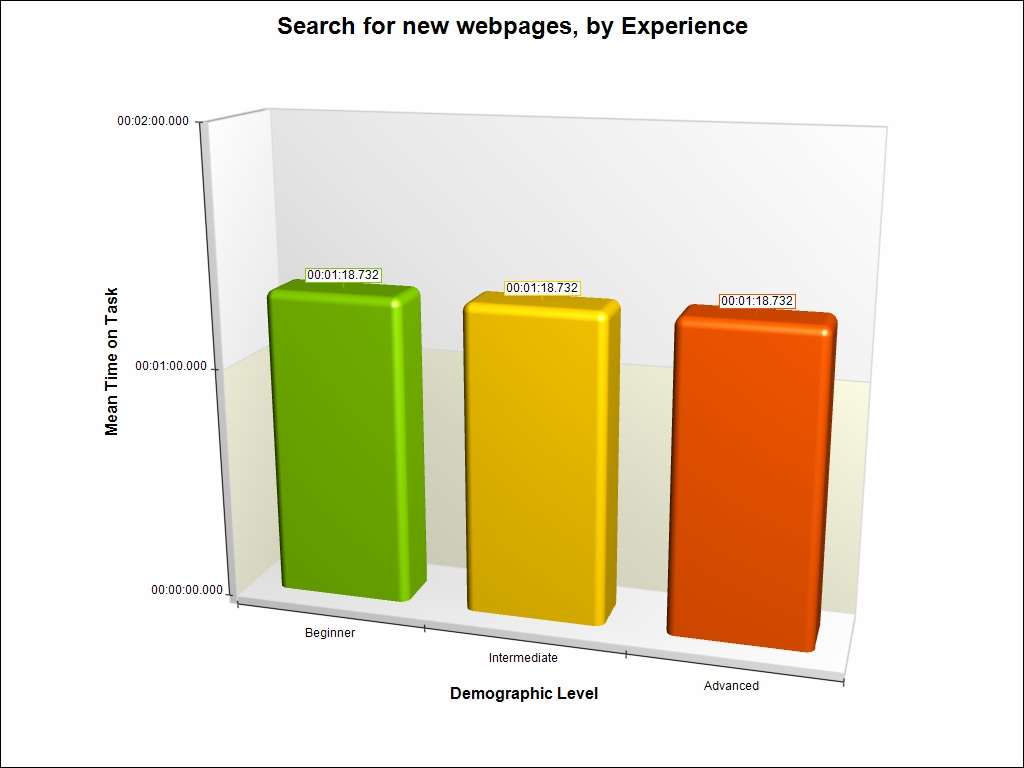 Search for new webpages, by Experience
00:02:00.000
00:01:18.732
00:01:18.732
00:01:18.732
Mean Time on Task
00:01:00.000
00:00:00.000
Beginner
Intermediate
Advanced
Demographic Level